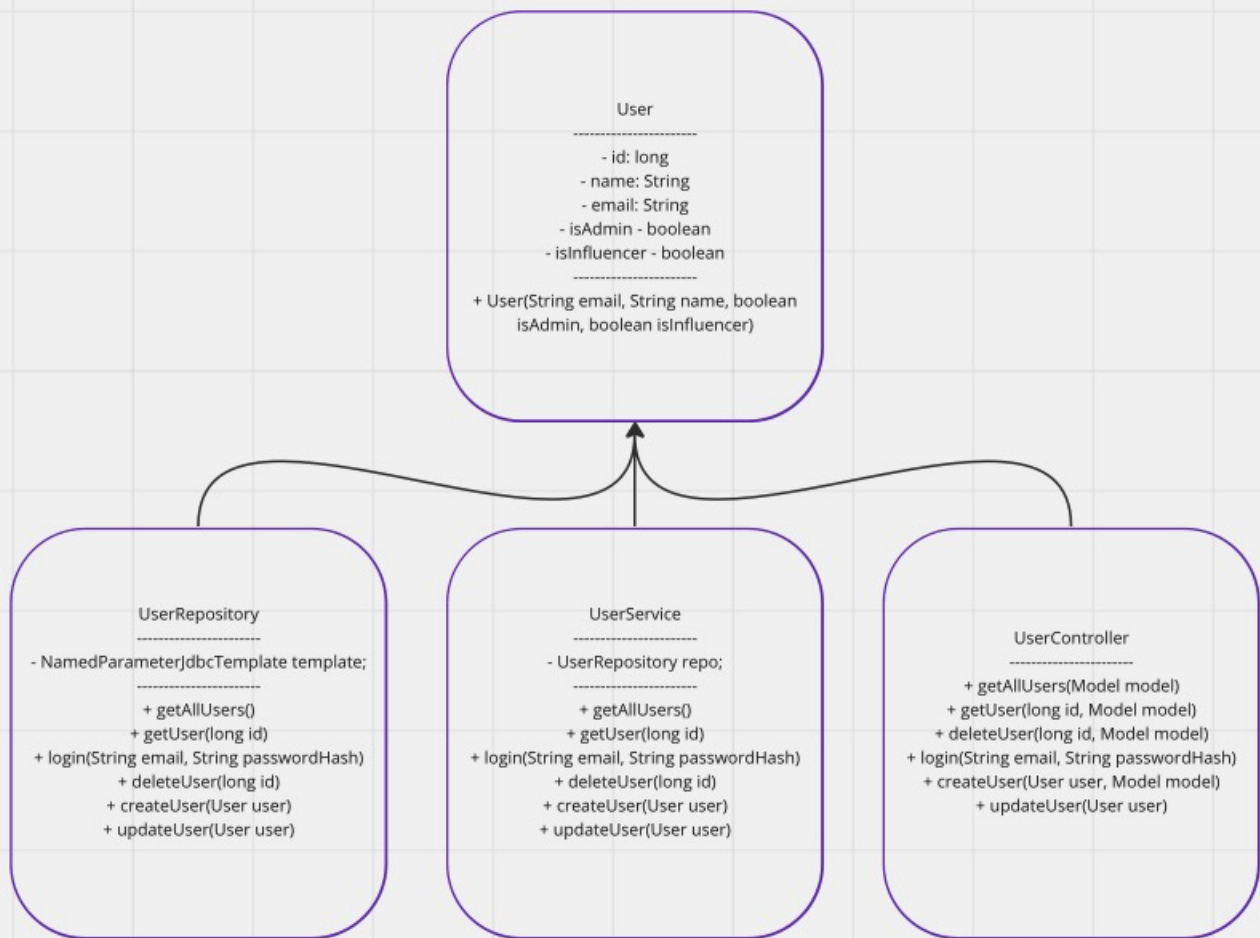 User
-----------------------
- id: long
- name: String
- email: String
- isAdmin - boolean
- isInfluencer - boolean
-----------------------
+ User(String email, String name, boolean
isAdmin, boolean isInfluencer)
UserRepository
-----------------------
- NamedParameterJdbcTemplate template;
-----------------------
+ getAllUsers()
+ getUser(long id)
+ login(String email, String passwordHash)
+ deleteUser(long id)
+ createUser(User user)
+ updateUser(User user)
UserService
-----------------------
- UserRepository repo;
-----------------------
+ getAllUsers()
+ getUser(long id)
+ login(String email, String passwordHash)
+ deleteUser(long id)
+ createUser(User user)
+ updateUser(User user)
UserController
-----------------------
+ getAllUsers(Model model)
+ getUser(long id, Model model)
+ deleteUser(long id, Model model)
+ login(String email, String passwordHash)
+ createUser(User user, Model model)
+ updateUser(User user)